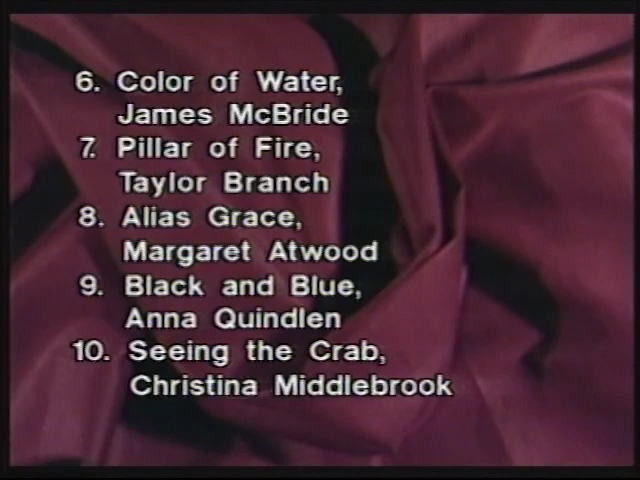 6. Color of Water,
James McBride
7. Pillar of Fire,
Taylor Branch
8. Alias Grace,
Margaret Atwood
9. Black and Blue,
Anna Quindlen
10. Seeing the Crab,
Christina Middlebrook